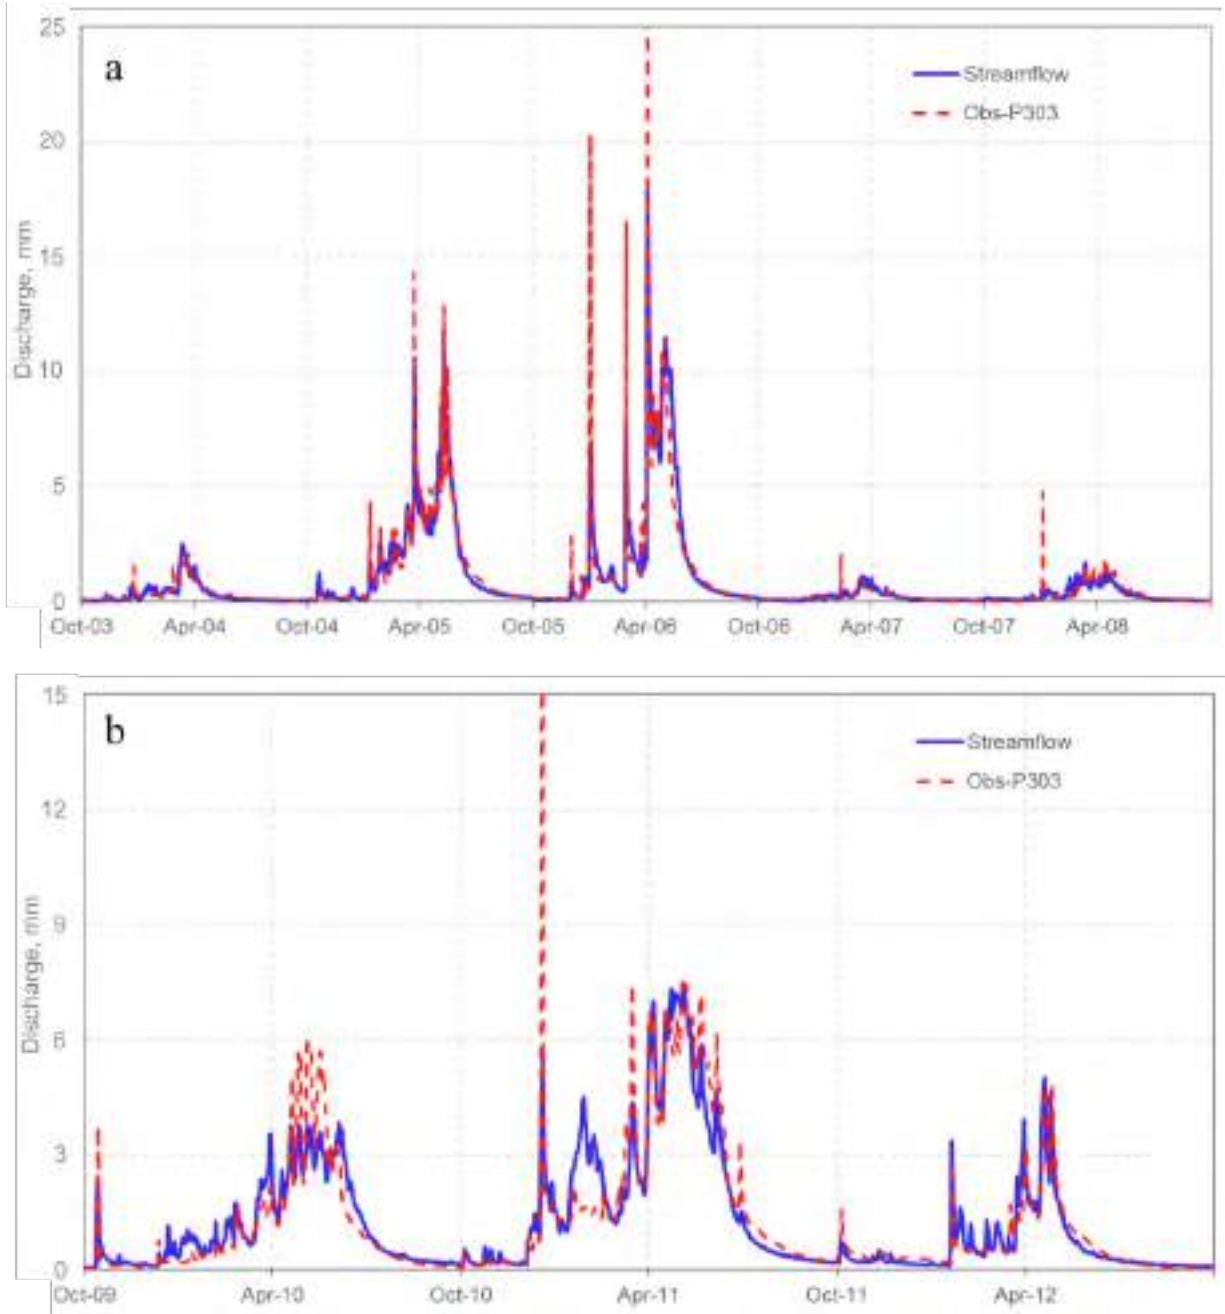 25
a
Streamflow
Obs-P303
20
15
10
5
0
Discharge, mm
Oct-03 Apr-04 Oct-04 Apr-05 Oct-05 Apr-06 Oct-06 Apr-07 Oct-07 Apr-08
15
b
Streamflow
Obs-P303
12
9
6
3
0
Discharge, mm
Oct-09 Apr-10 Oct-10 Apr-11 Oct-11 Apr-12